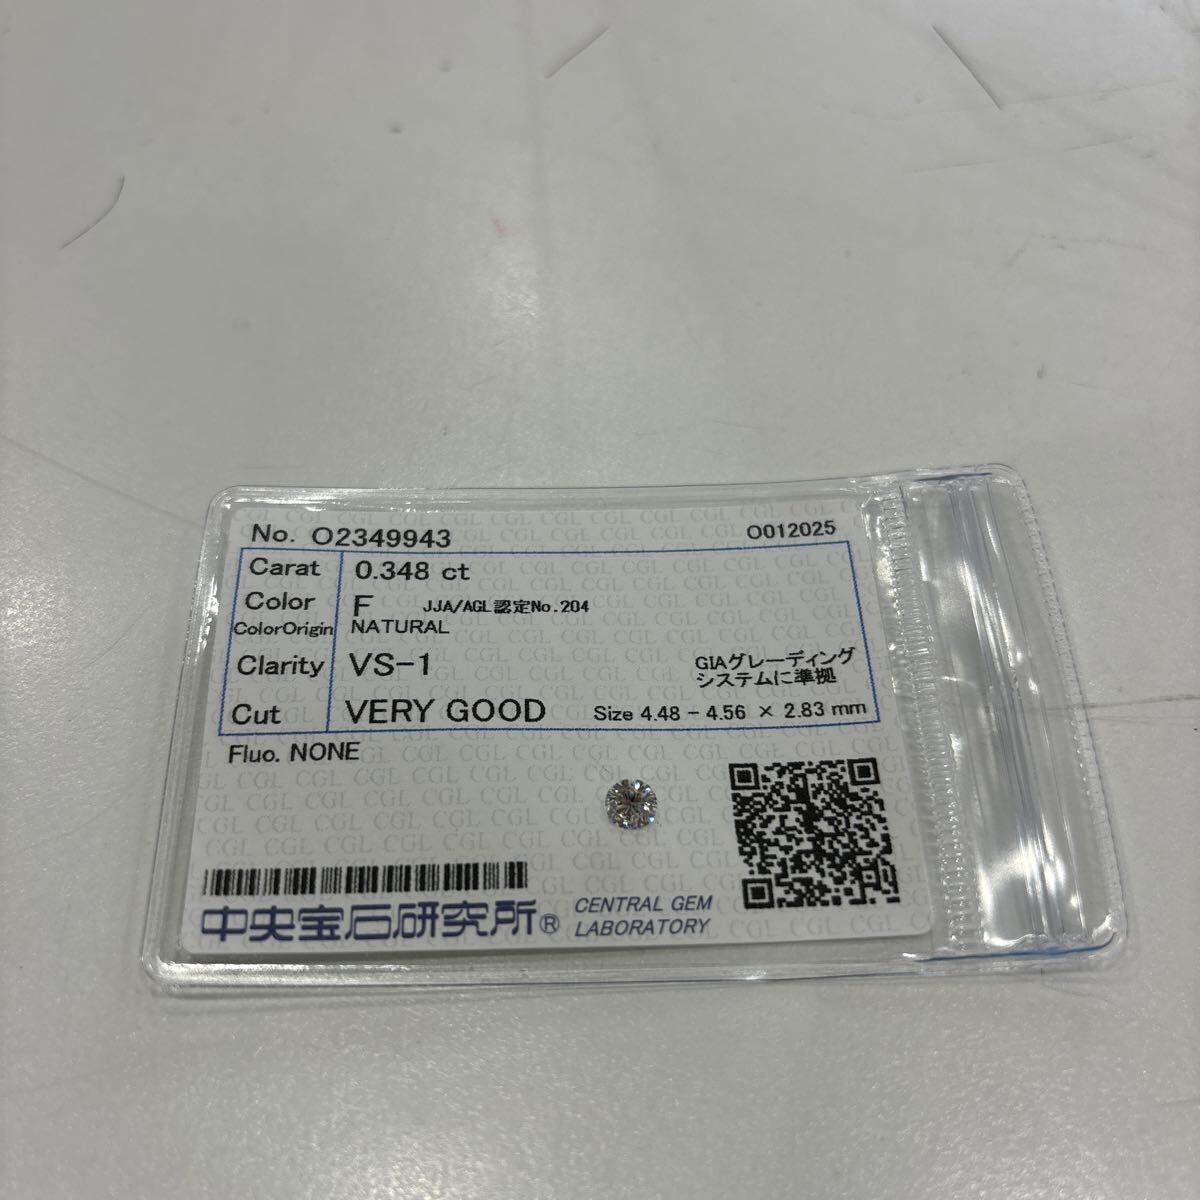 No. O2349943 O012025
Carat 0.348 ct
Color F JJA/AGL認定No.204
ColorOrigin NATURAL
Clarity VS-1 GIAグレーディング
システムに準拠
Cut VERY GOOD Size 4.48 - 4.56 × 2.83 mm
Fluo. NONE
中央宝石研究所® CENTRAL GEM
LABORATORY